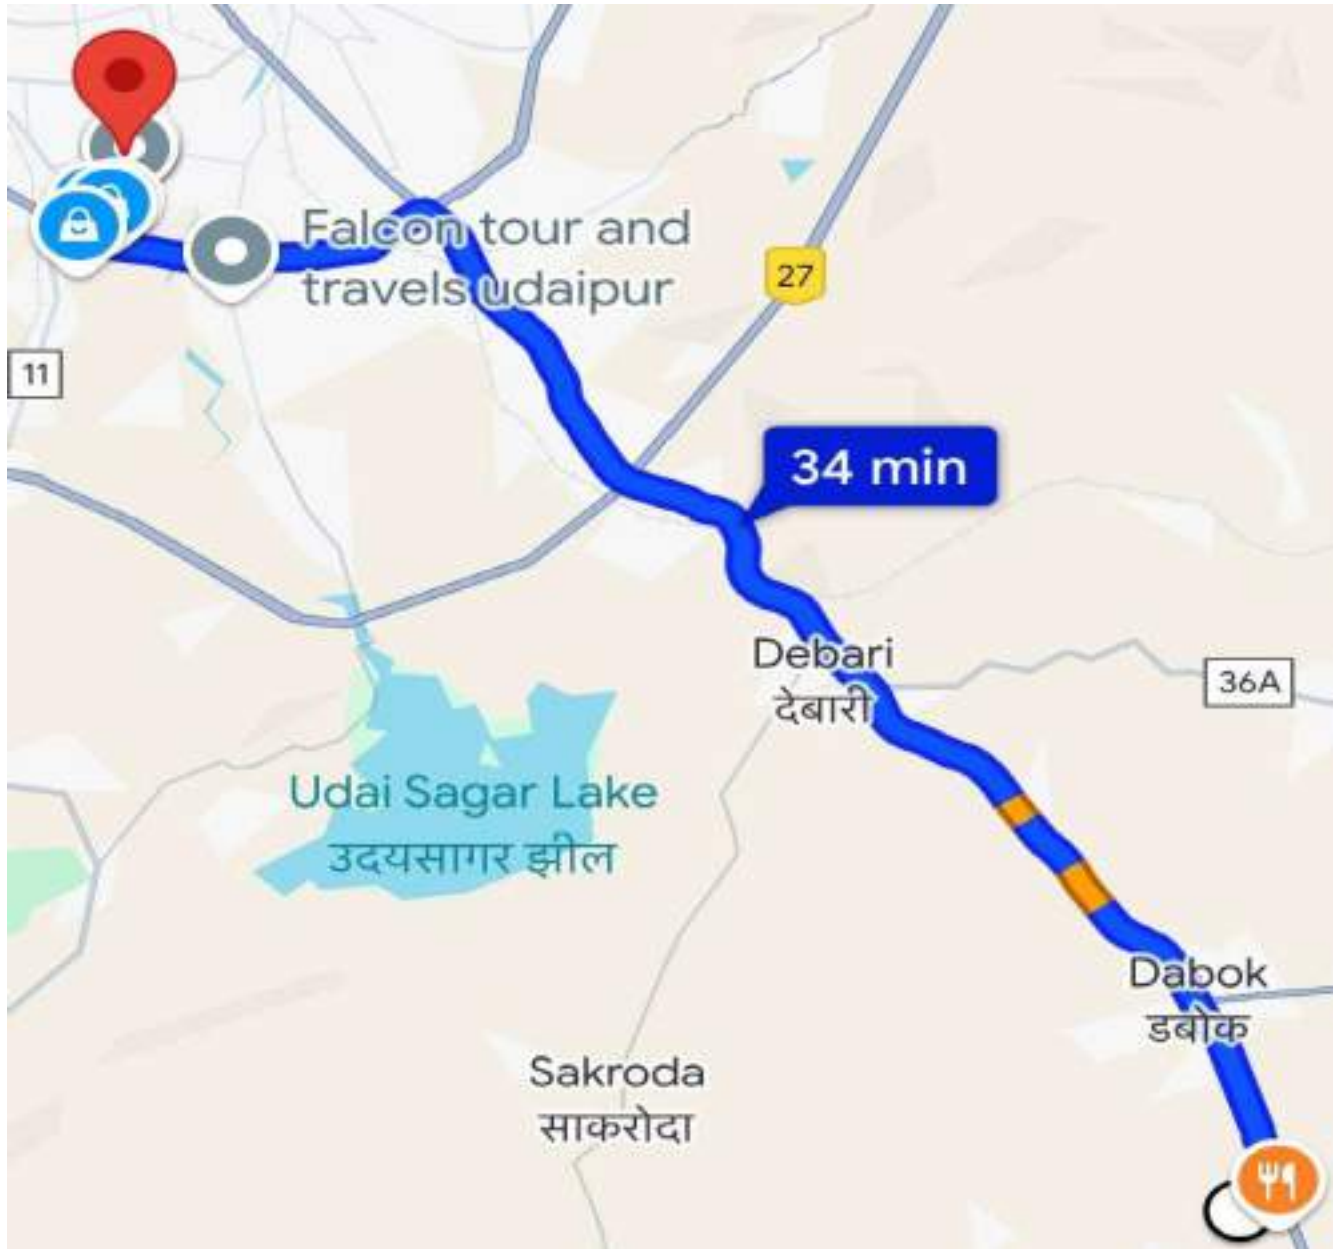 Falcon tour and
travels udaipur
27
11
34 min
Debari
देबारी
36A
Udai Sagar Lake
उदयसागर झील
Dabok
डबोक
Sakroda
साकरोदा